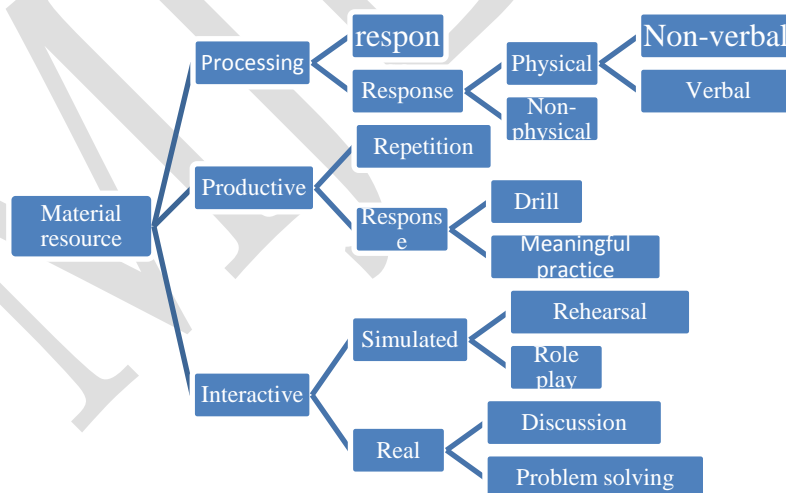 respon
Non-verbal
Processing
Physical
Response
Verbal
Non-
physical
Repetition
Productive
Drill
Material
resource
Respons
e
Meaningful
practice
Rehearsal
Simulated
Role
play
Interactive
Discussion
Real
Problem solving